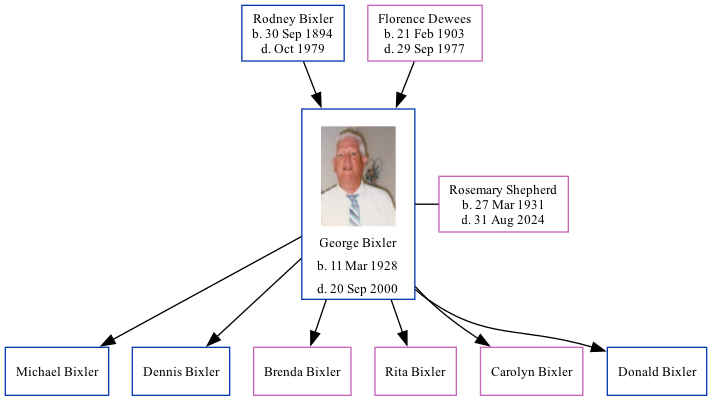 Rodney Bixler
b. 30 Sep 1894
d. Oct 1979
Florence Dewees
b. 21 Feb 1903
d. 29 Sep 1977
George Bixler
b. 11 Mar 1928
d. 20 Sep 2000
Rosemary Shepherd
b. 27 Mar 1931
d. 31 Aug 2024
Michael Bixler
Dennis Bixler
Brenda Bixler
Rita Bixler
Carolyn Bixler
Donald Bixler